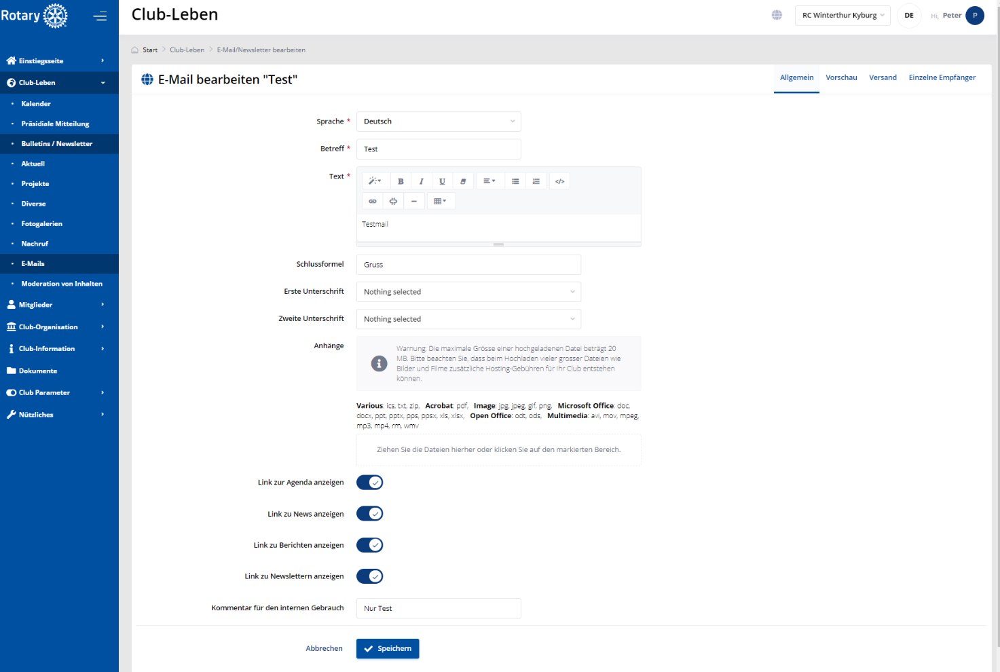 Rotary
Club-Leben
RC Winterthur Kyburg
DE
Hi, Peter
P
Einstiegsseite
Club-Leben
Kalender
Präsidiale Mitteilung
Bulletins / Newsletter
Aktuell
Projekte
Diverse
Fotogalerien
Nachruf
E-Mails
Moderation von Inhalten
Mitglieder
Club-Organisation
Club-Information
Dokumente
Club Parameter
Nützliches
Start > Club-Leben > E-Mail/Newsletter bearbeiten
E-Mail bearbeiten "Test"
Allgemein Vorschau Versand Einzelne Empfänger
Sprache * Deutsch
Betreff * Test
Text *
B I U
Testmail
Schlussformel Gruss
Erste Unterschrift Nothing selected
Zweite Unterschrift Nothing selected
Anhänge
Warnung: Die maximale Grösse einer hochgeladenen Datei beträgt 20
MB. Bitte beachten Sie, dass beim Hochladen vieler grosser Dateien wie
Bilder und Filme zusätzliche Hosting-Gebühren für Ihr Club entstehen
können.
Various: ics, txt, zip, Acrobat: pdf, Image: jpg, jpeg, gif, png, Microsoft Office: doc,
docx, ppt, pptx, pps, ppsx, xls, xlsx, Open Office: odt, ods, Multimedia: avi, mov, mpeg,
mp3, mp4, rm, wmv
Ziehen Sie die Dateien hierher oder klicken Sie auf den markierten Bereich.
Link zur Agenda anzeigen
Link zu News anzeigen
Link zu Berichten anzeigen
Link zu Newslettern anzeigen
Kommentar für den internen Gebrauch Nur Test
Abbrechen Speichern